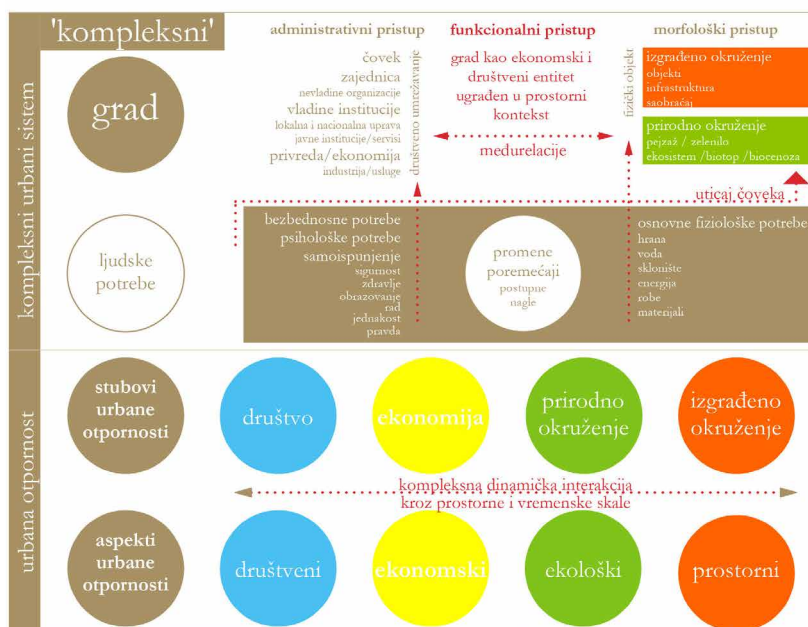 'kompleksni'
grad
kompleksni urbani sistem
administrativni pristup
čovek
zajednica
nevladine organizacije
vladine institucije
lokalna i nacionalna uprava
javne institucije/servisi
privreda/ekonomija
industrija/usluge
društveno umrežavanje
funkcionalni pristup
grad kao ekonomski i
društveni entitet
ugrađen u prostorni
kontekst
međurelacije
morfološki pristup
fizički objekt
izgrađeno okruženje
objekti
infrastruktura
saobraćaj
prirodno okruženje
pejzaž / zelenilo
ekosistem /biotop /biocenoza
uticaj čoveka
ljudske
potrebe
bezbednosne potrebe
psihološke potrebe
samoispunjenje
sigurnost
zdravlje
obrazovanje
rad
jednakost
pravda
promene
poremećaji
postupne
nagle
osnovne fiziološke potrebe
hrana
voda
sklonište
energija
robe
materijali
urbana otpornost
stubovi
urbane
otpornosti
društvo
ekonomija
prirodno
okruženje
izgrađeno
okruženje
kompleksna dinamička interakcija
kroz prostorne i vremenske skale
aspekti
urbane
otpornosti
društveni
ekonomski
ekološki
prostorni